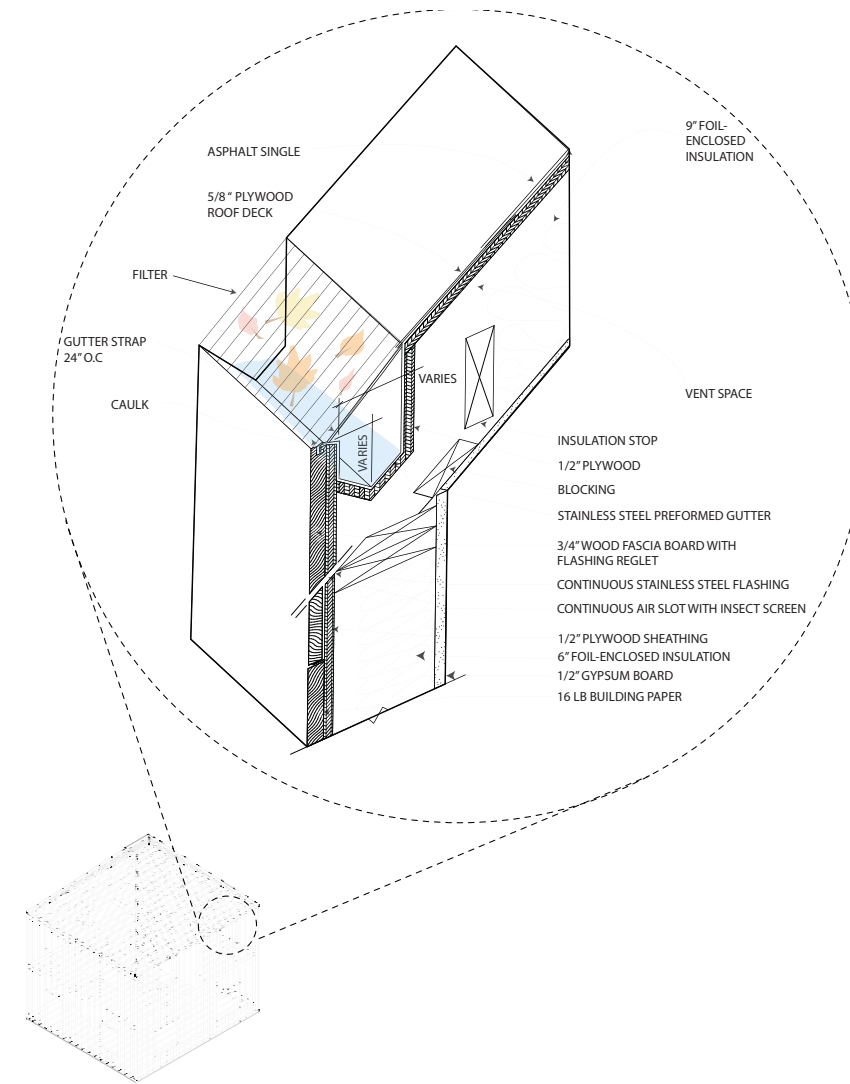 9” FOIL-
ENCLOSED
INSULATION
ASPHALT SINGLE
5/8 “ PLYWOOD
ROOF DECK
FILTER
GUTTER STRAP
24” O.C
CAULK
VARIES
VARIES
VENT SPACE
INSULATION STOP
1/2” PLYWOOD
BLOCKING
STAINLESS STEEL PREFORMED GUTTER
3/4” WOOD FASCIA BOARD WITH
FLASHING REGLET
CONTINUOUS STAINLESS STEEL FLASHING
CONTINUOUS AIR SLOT WITH INSECT SCREEN
1/2” PLYWOOD SHEATHING
6” FOIL-ENCLOSED INSULATION
1/2” GYPSUM BOARD
16 LB BUILDING PAPER